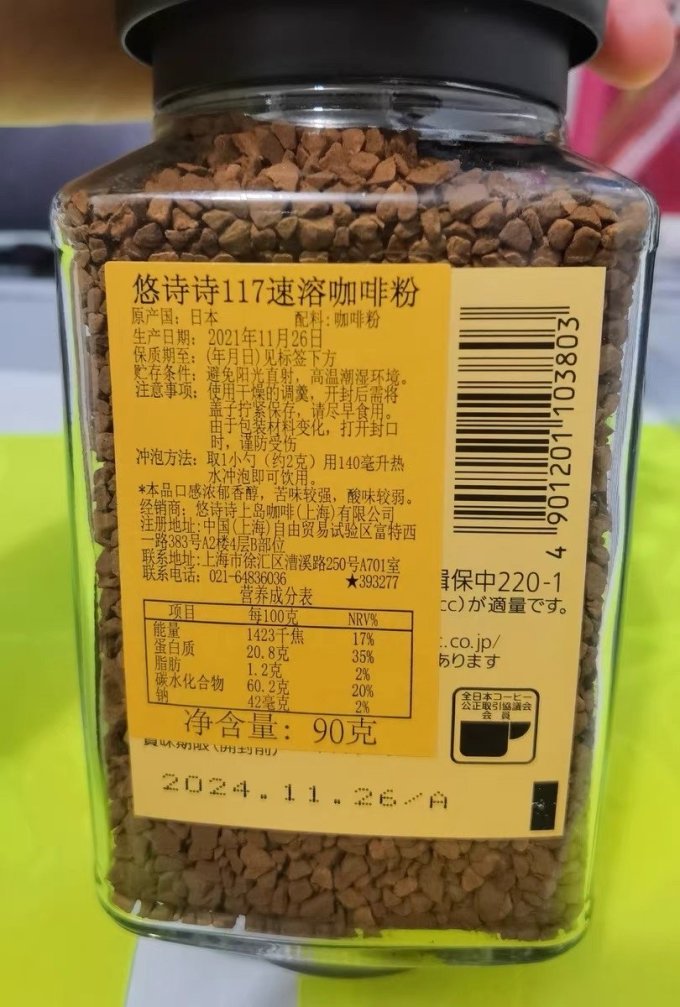 悠诗诗117速溶咖啡粉
原产国：日本 配料：咖啡粉
生产日期：2021年11月26日
保质期至：(年月日)见标签下方
贮存条件：避免阳光直射，高温潮湿环境。
注意事项：使用干燥的调羹，开封后需将
盖子拧紧保存，请尽早食用。
由于包装材料变化，打开封口
时，谨防受伤
冲泡方法：取1小勺（约2克）用140毫升热
水冲泡即可饮用。
*本品口感浓郁香醇，苦味较强，酸味较弱。
经销商：悠诗诗上岛咖啡(上海)有限公司
注册地址:中国(上海)自由贸易试验区富特西
一路383号A2楼4层B部位
联系地址:上海市徐汇区漕溪路250号A701室
联系电话：021-64836036 ★393277
营养成分表
项目 每100克 NRV%
能量 1423千焦 17%
蛋白质 20.8克 35%
脂肪 1.2克 2%
碳水化合物 60.2克 20%
钠 42毫克 2%
净含量：90克
4901201103803
保中220-1
cc)が適量です。
.co.jp/
あります
全日本コーヒー
公正取引協議会
会員
賞味期限(開封前)
2024.11.26/A